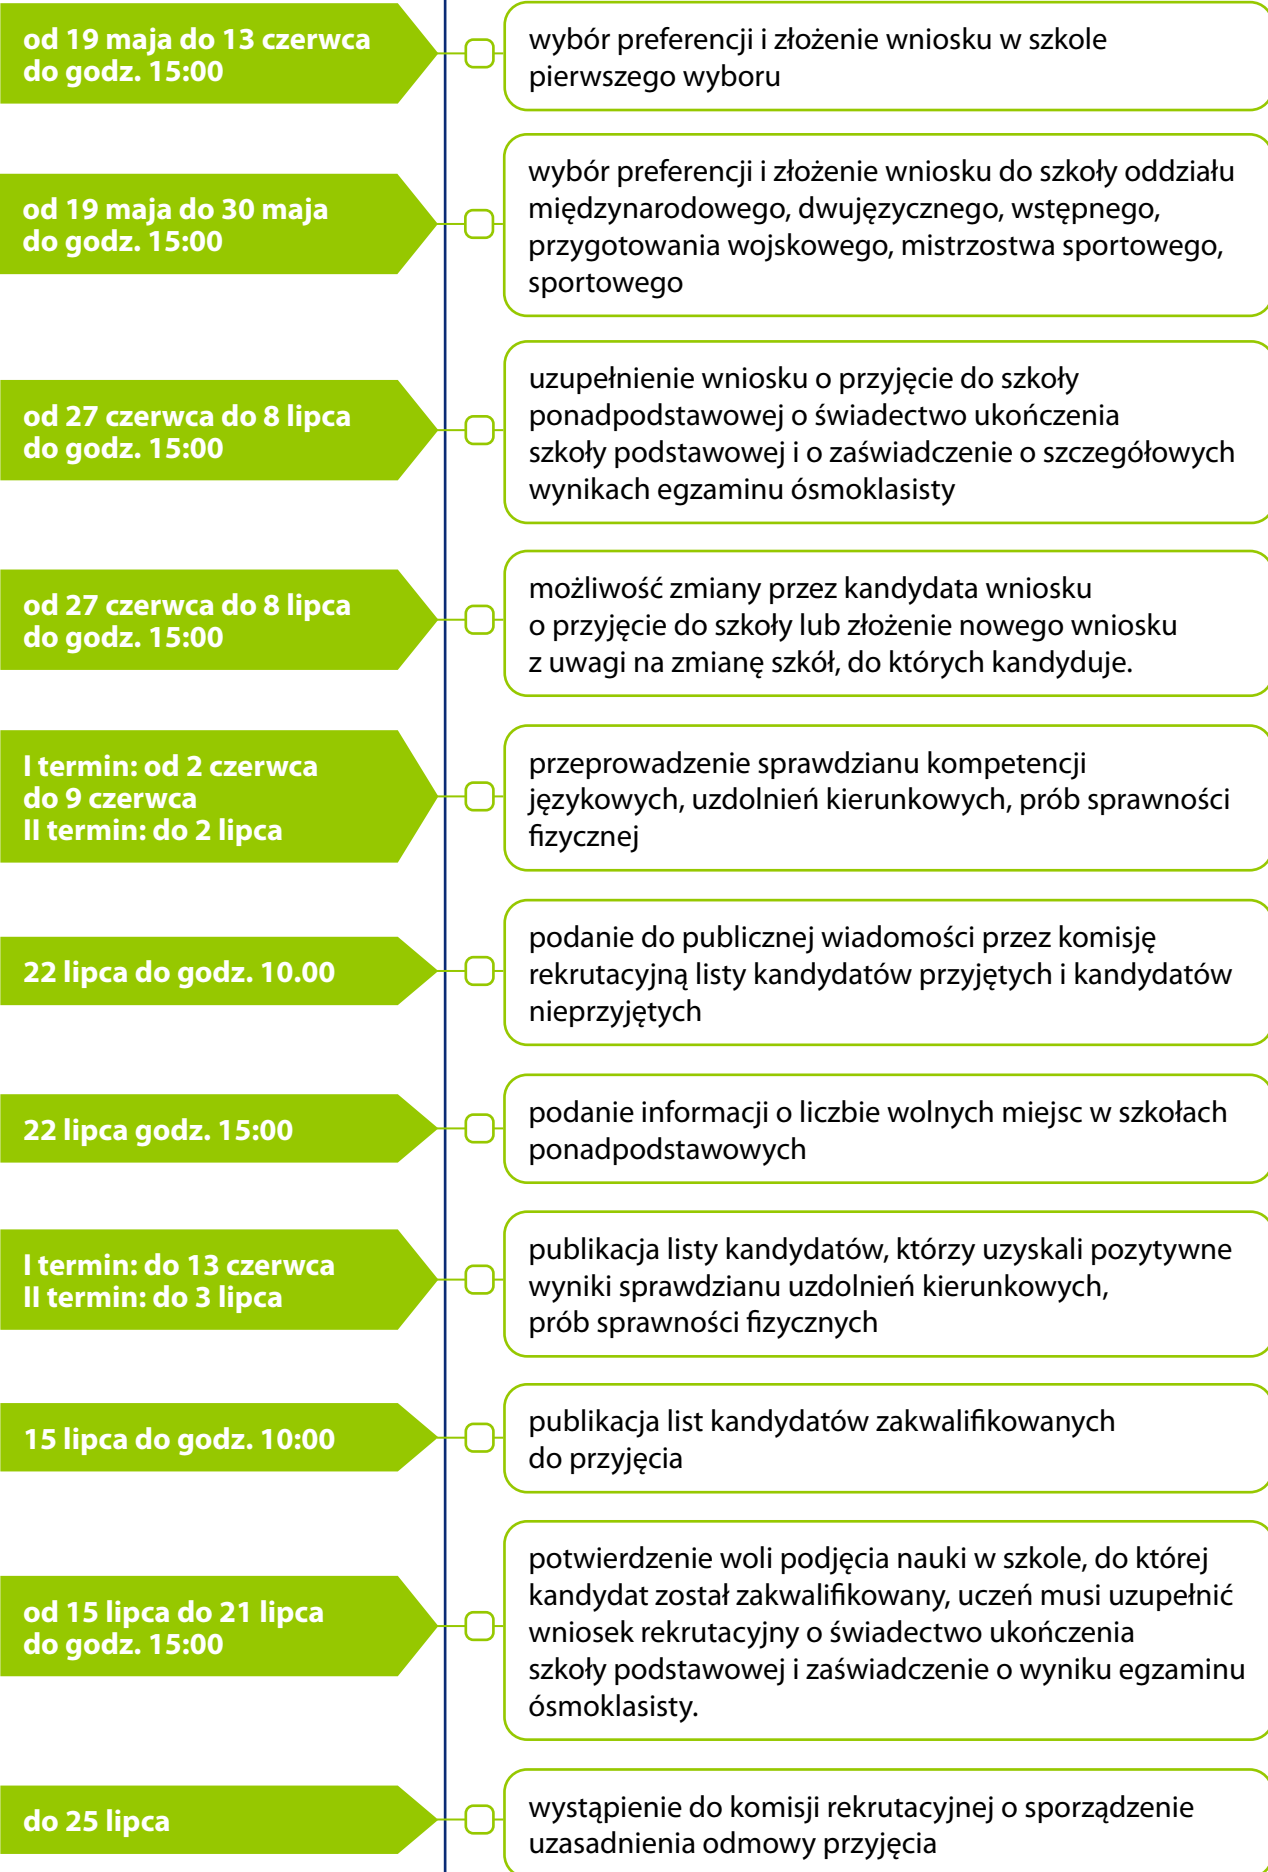 od 19 maja do 13 czerwca
do godz. 15:00
wybór preferencji i złożenie wniosku w szkole
pierwszego wyboru
od 19 maja do 30 maja
do godz. 15:00
wybór preferencji i złożenie wniosku do szkoły oddziału
międzynarodowego, dwujęzycznego, wstępnego,
przygotowania wojskowego, mistrzostwa sportowego,
sportowego
od 27 czerwca do 8 lipca
do godz. 15:00
uzupełnienie wniosku o przyjęcie do szkoły
ponadpodstawowej o świadectwo ukończenia
szkoły podstawowej i o zaświadczenie o szczegółowych
wynikach egzaminu ósmoklasisty
od 27 czerwca do 8 lipca
do godz. 15:00
możliwość zmiany przez kandydata wniosku
o przyjęcie do szkoły lub złożenie nowego wniosku
z uwagi na zmianę szkół, do których kandyduje.
I termin: od 2 czerwca
do 9 czerwca
II termin: do 2 lipca
przeprowadzenie sprawdzianu kompetencji
językowych, uzdolnień kierunkowych, prób sprawności
fizycznej
22 lipca do godz. 10.00
podanie do publicznej wiadomości przez komisję
rekrutacyjną listy kandydatów przyjętych i kandydatów
nieprzyjętych
22 lipca godz. 15:00
podanie informacji o liczbie wolnych miejsc w szkołach
ponadpodstawowych
I termin: do 13 czerwca
II termin: do 3 lipca
publikacja listy kandydatów, którzy uzyskali pozytywne
wyniki sprawdzianu uzdolnień kierunkowych,
prób sprawności fizycznych
15 lipca do godz. 10:00
publikacja list kandydatów zakwalifikowanych
do przyjęcia
od 15 lipca do 21 lipca
do godz. 15:00
potwierdzenie woli podjęcia nauki w szkole, do której
kandydat został zakwalifikowany, uczeń musi uzupełnić
wniosek rekrutacyjny o świadectwo ukończenia
szkoły podstawowej i zaświadczenie o wyniku egzaminu
ósmoklasisty.
do 25 lipca
wystąpienie do komisji rekrutacyjnej o sporządzenie
uzasadnienia odmowy przyjęcia